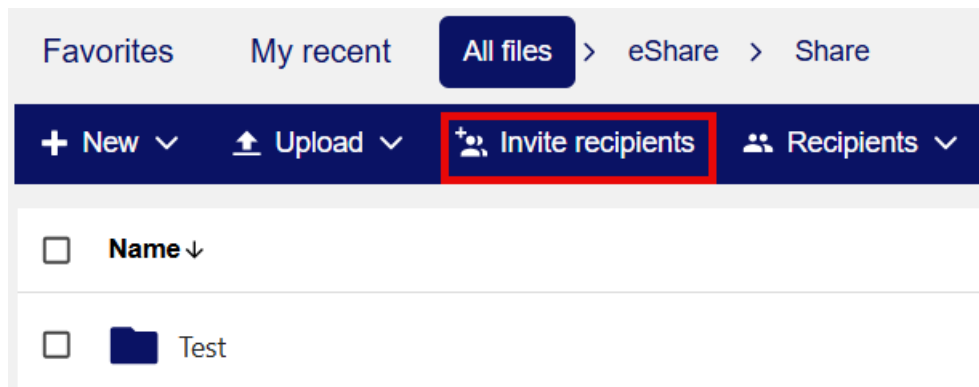 Favorites My recent All files > eShare > Share
+ New Upload Invite recipients Recipients
Name ↓
Test